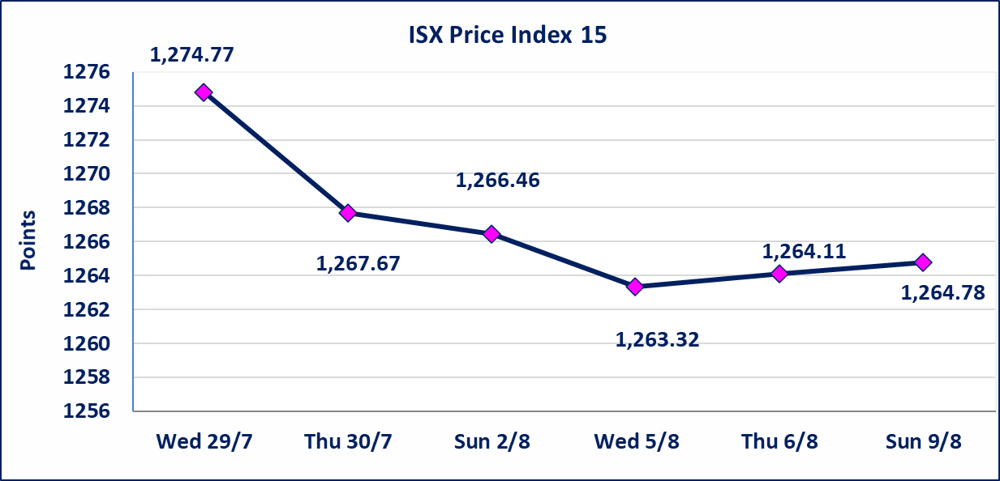 ISX Price Index 15
1,274.77
1276
1274
1272
1270
1268
1266
1264
1262
1260
1258
1256
Points
1,267.67
1,266.46
1,263.32
1,264.11
1,264.78
Wed 29/7
Thu 30/7
Sun 2/8
Wed 5/8
Thu 6/8
Sun 9/8